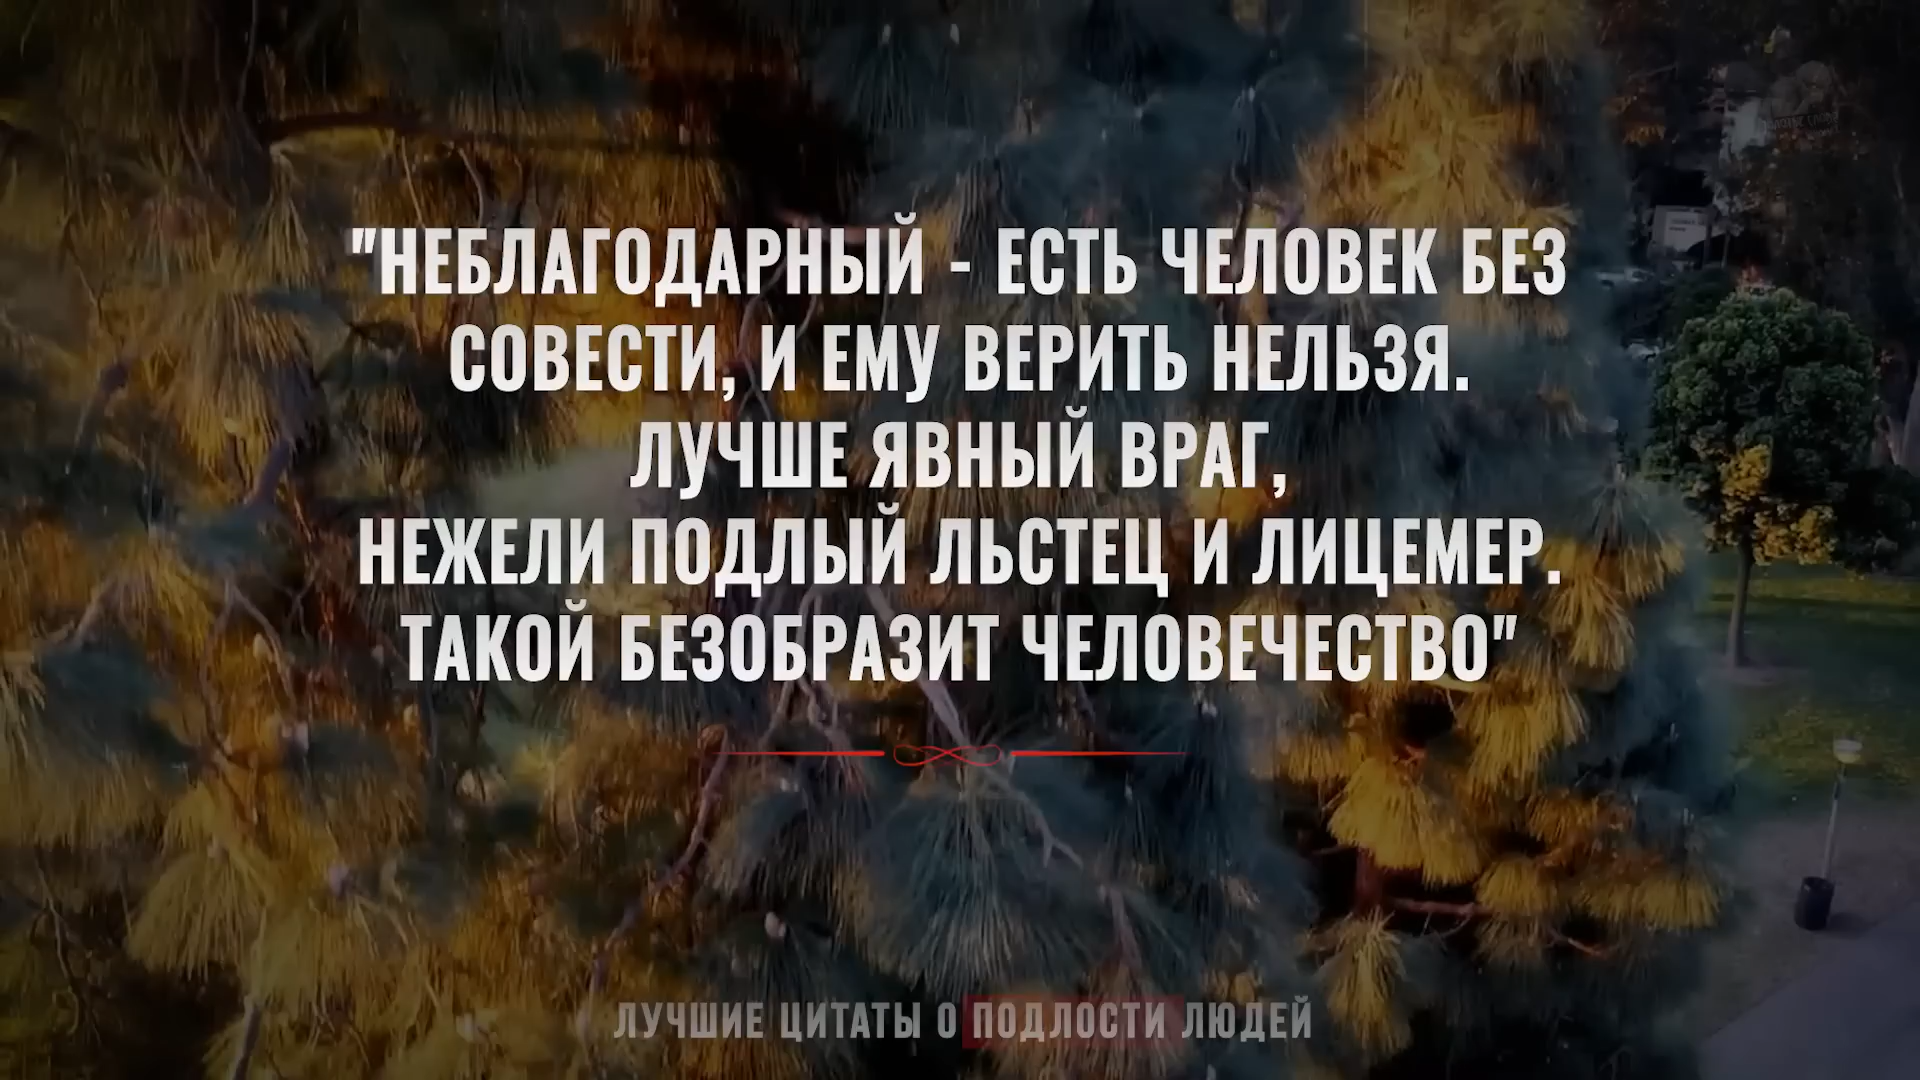 "НЕБЛАГОДАРНЫЙ - ЕСТЬ ЧЕЛОВЕК БЕЗ
СОВЕСТИ, И ЕМУ ВЕРИТЬ НЕЛЬЗЯ.
ЛУЧШЕ ЯВНЫЙ ВРАГ,
НЕЖЕЛИ ПОДЛЫЙ ЛЬСТЕЦ И ЛИЦЕМЕР.
ТАКОЙ БЕЗОБРАЗИТ ЧЕЛОВЕЧЕСТВО"
ЛУЧШИЕ ЦИТАТЫ О ПОДЛОСТИ ЛЮДЕЙ